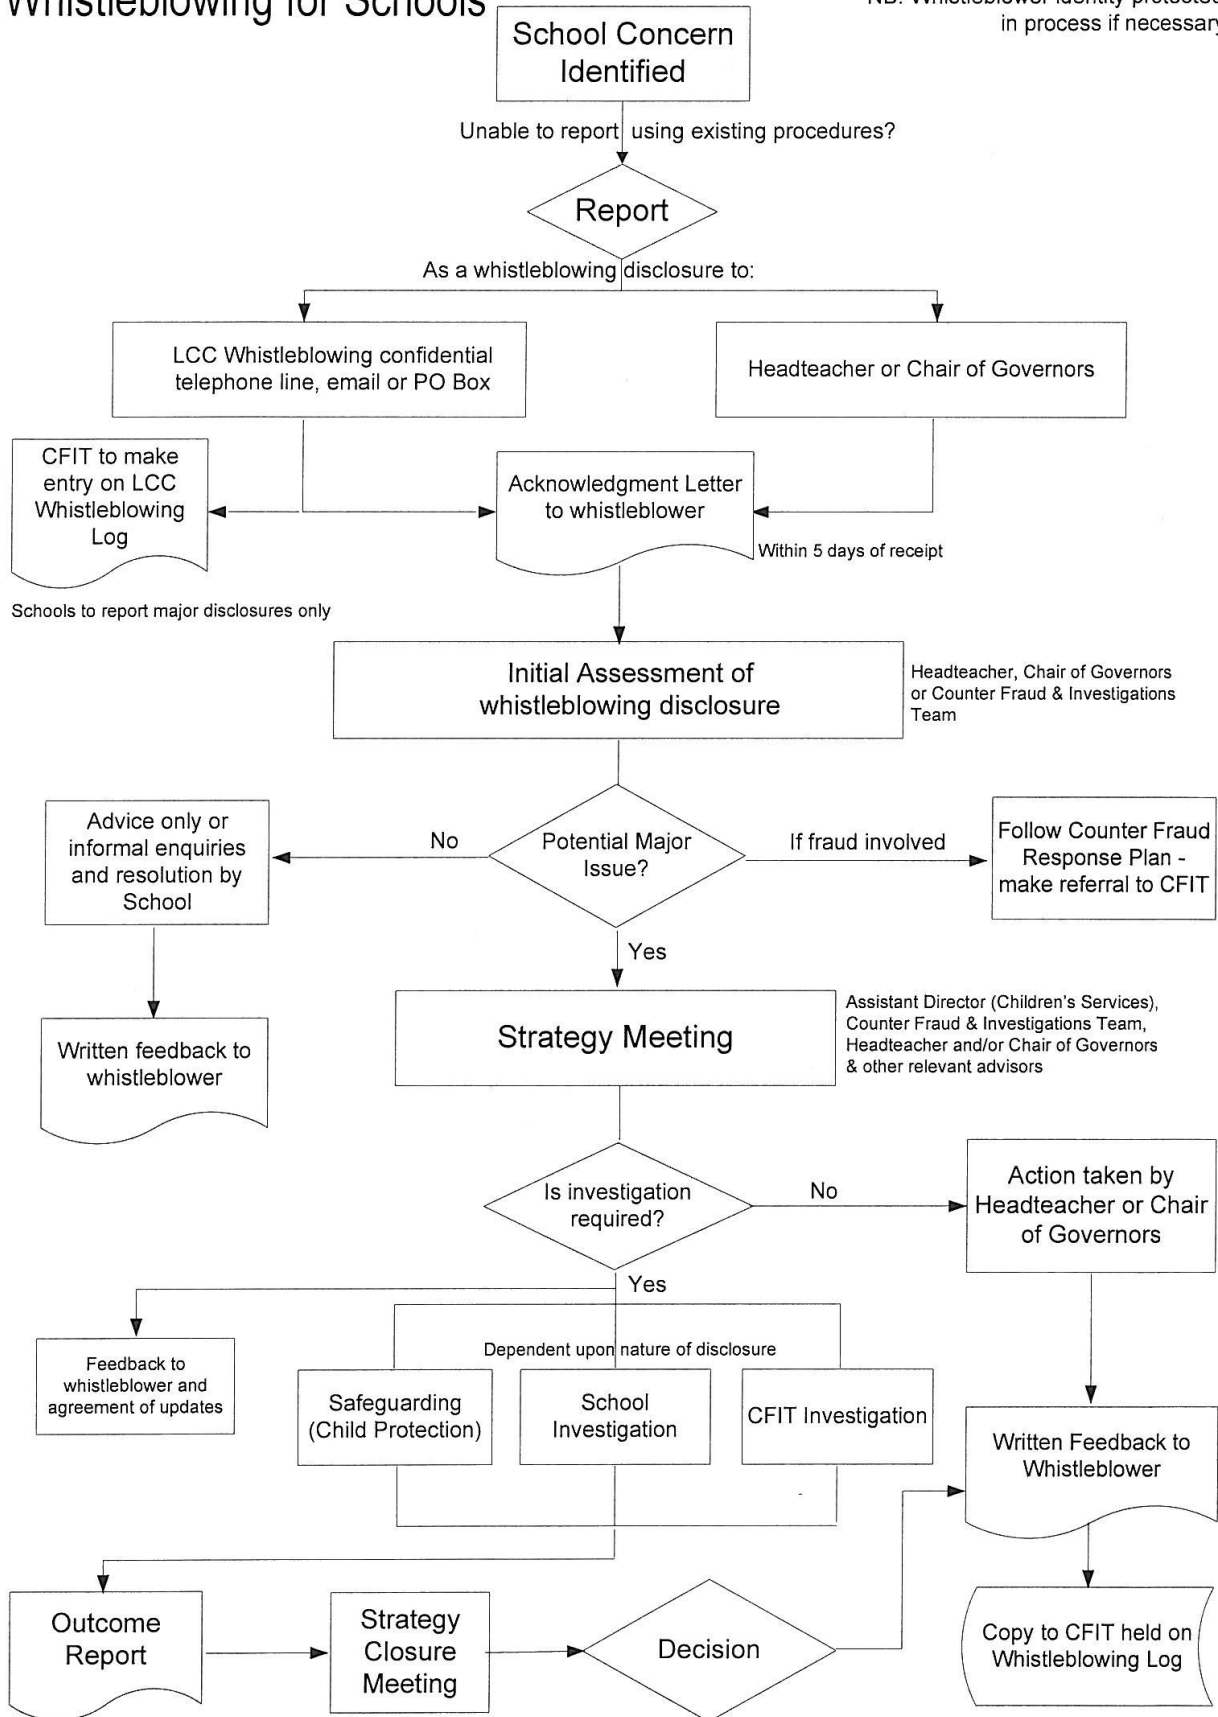 Whistleblowing for Schools
NB: Whistleblower identity protected
in process if necessary
School Concern
Identified
Unable to report using existing procedures?
Report
As a whistleblowing disclosure to:
LCC Whistleblowing confidential
telephone line, email or PO Box
Headteacher or Chair of Governors
CFIT to make
entry on LCC
Whistleblowing
Log
Acknowledgment Letter
to whistleblower
Within 5 days of receipt
Schools to report major disclosures only
Initial Assessment of
whistleblowing disclosure
Headteacher, Chair of Governors
or Counter Fraud & Investigations
Team
Advice only or
informal enquiries
and resolution by
School
No
Potential Major
Issue?
If fraud involved
Follow Counter Fraud
Response Plan -
make referral to CFIT
Yes
Written feedback to
whistleblower
Strategy Meeting
Assistant Director (Children's Services),
Counter Fraud & Investigations Team,
Headteacher and/or Chair of Governors
& other relevant advisors
Is investigation
required?
No
Action taken by
Headteacher or Chair
of Governors
Yes
Feedback to
whistleblower and
agreement of updates
Dependent upon nature of disclosure
Safeguarding
(Child Protection)
School
Investigation
CFIT Investigation
Written Feedback to
Whistleblower
Outcome
Report
Strategy
Closure
Meeting
Decision
Copy to CFIT held on
Whistleblowing Log